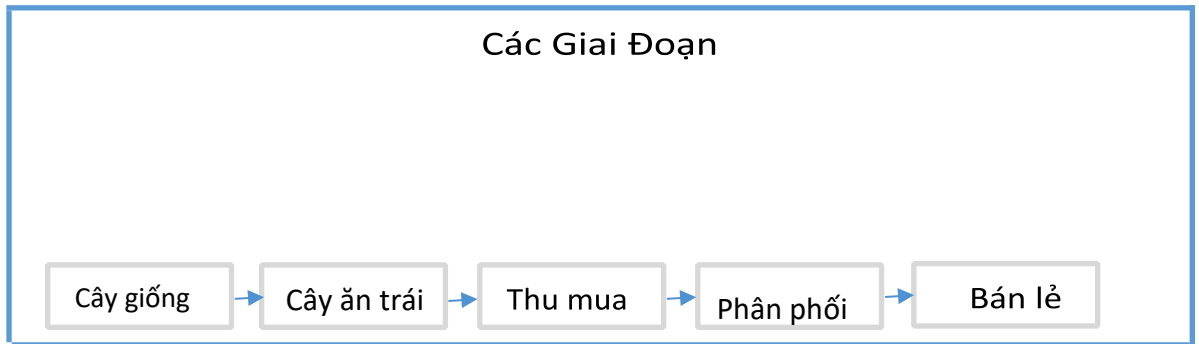 Các Giai Đoạn
Cây giống
Cây ăn trái
Thu mua
Phân phối
Bán lẻ